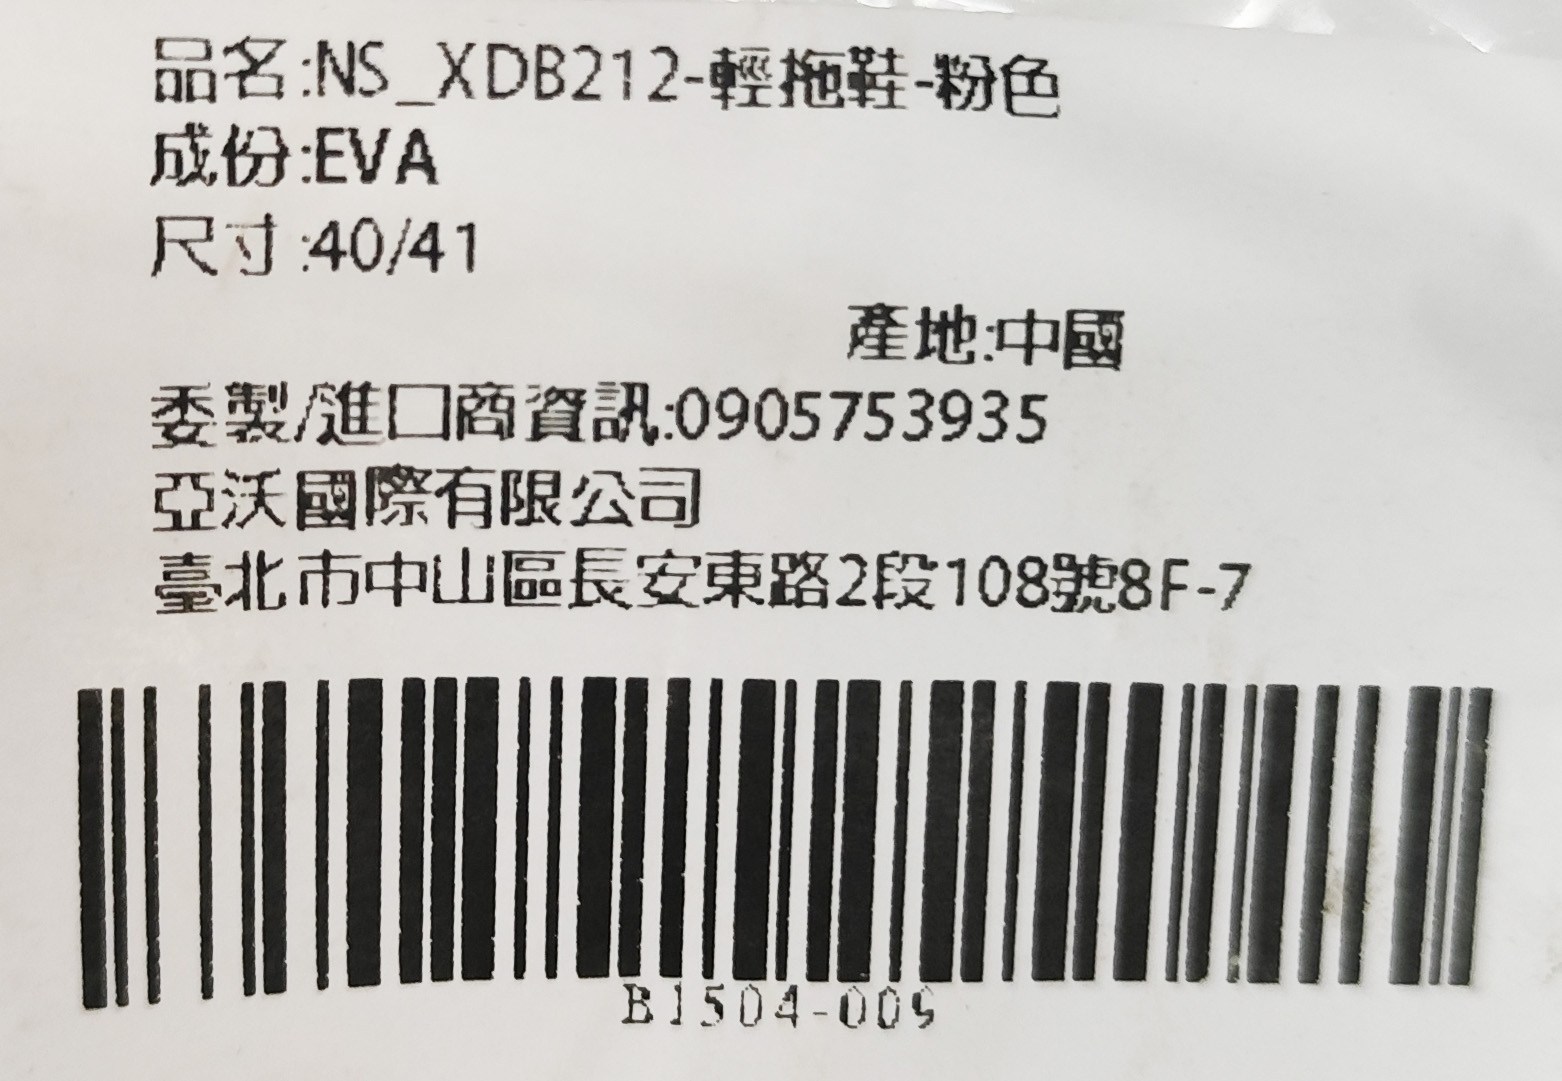 品名:NS_XDB212-輕拖鞋-粉色
成份:EVA
尺寸:40/41
產地:中國
委製/進口商資訊:0905753935
亞沃國際有限公司
臺北市中山區長安東路2段108號8F-7
B1504-009